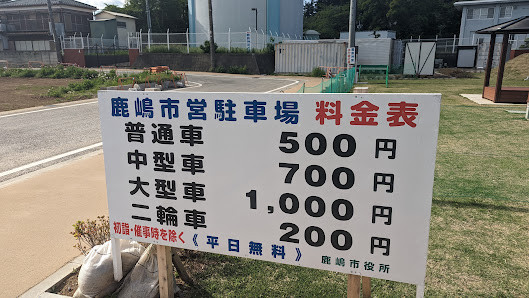 鹿嶋市営駐車場 料金表
普通車 500 円
中型車 700 円
大型車 1,000 円
二輪車 200 円
初詣・催事時を除く《 平日無料 》 鹿嶋市役所